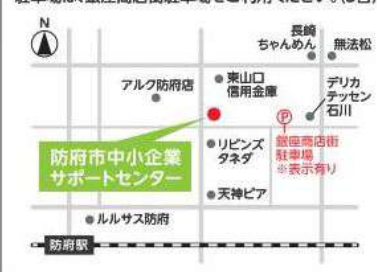 駐車場は、銀座商店街駐車場をご利用ください。(5台)
N
長崎
ちゃんめん
無法松
アルク防府店
東山口
信用金庫
デリカ
テッセン
石川
P
銀座商店街
駐車場
※表示有り
リビンズ
タネダ
防府市中小企業
サポートセンター
天神ピア
ルルサス防府
防府駅